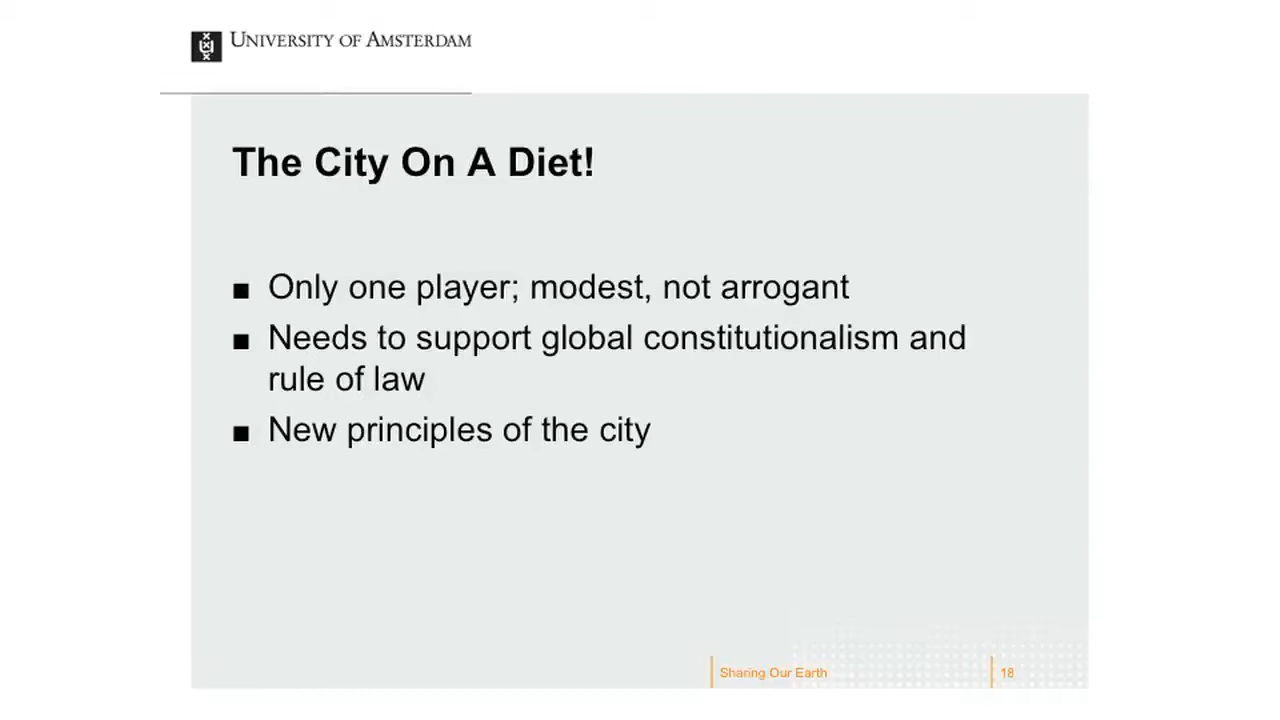 UNIVERSITY OF AMSTERDAM
The City On A Diet!
■ Only one player; modest, not arrogant
■ Needs to support global constitutionalism and
rule of law
■ New principles of the city
Sharing Our Earth
18